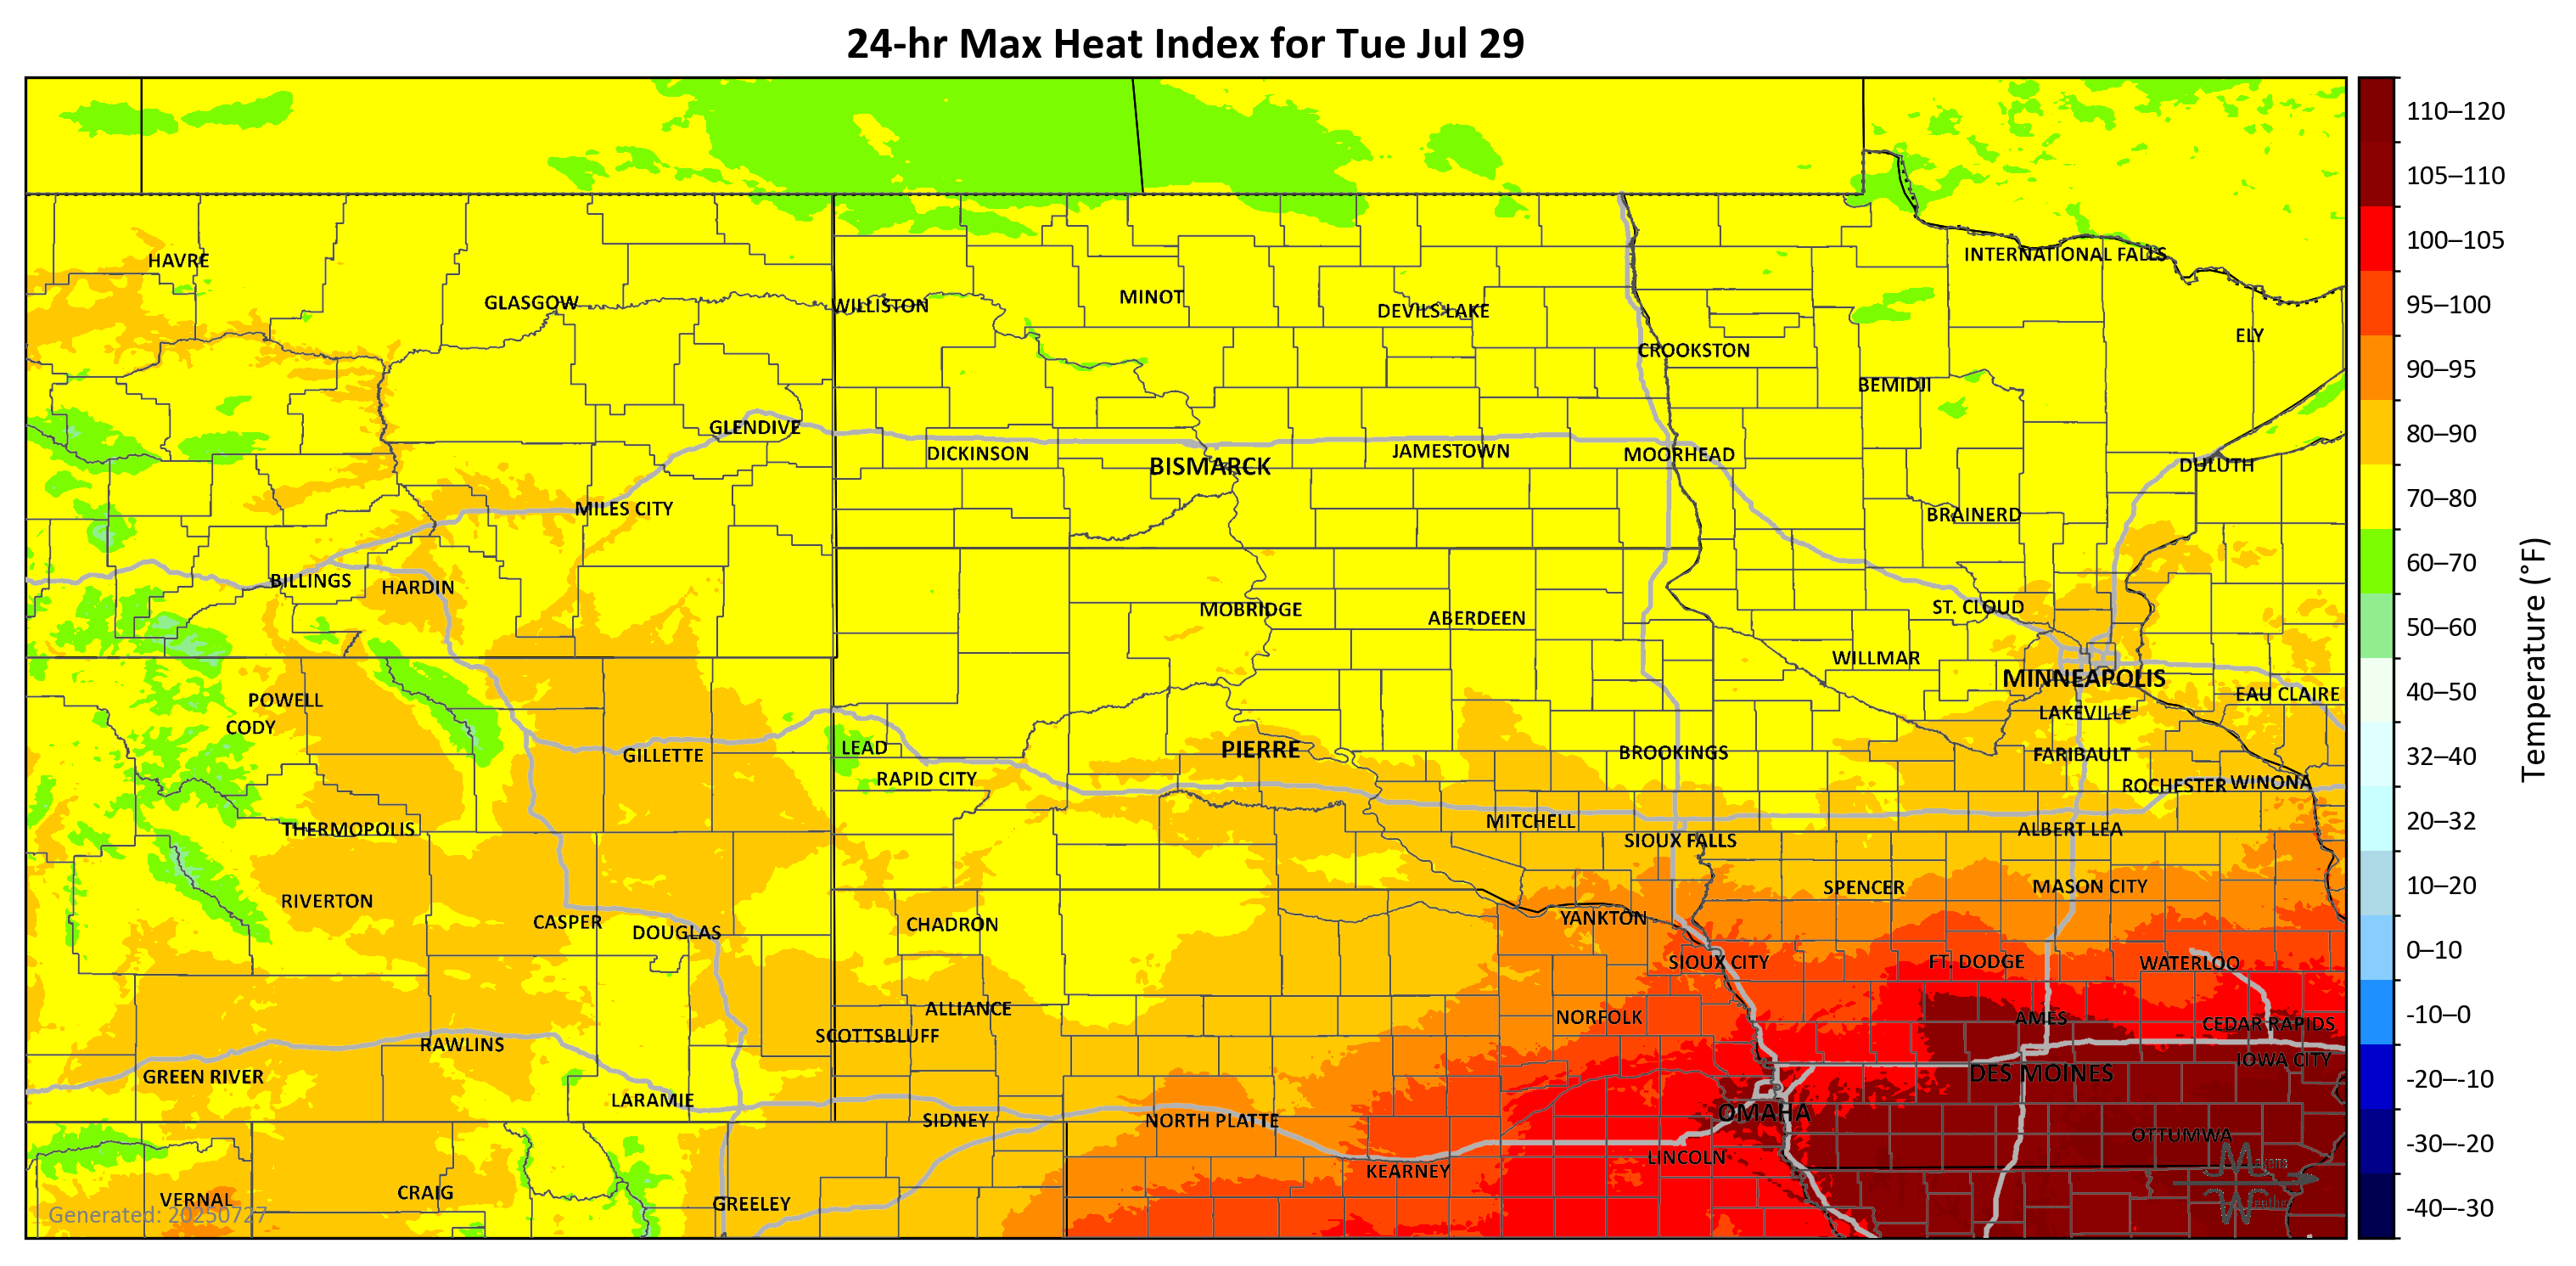 24-hr Max Heat Index for Tue Jul 29
HAVRE
GLASGOW
WILLISTON
MINOT
DEVILS LAKE
INTERNATIONAL FALLS
CROOKSTON
ELY
BEMIDJI
GLENDIVE
DICKINSON
BISMARCK
JAMESTOWN
MOORHEAD
DULUTH
MILES CITY
BRAINERD
BILLINGS
HARDIN
MOBRIDGE
ABERDEEN
ST. CLOUD
WILLMAR
MINNEAPOLIS
EAU CLAIRE
POWELL
CODY
LAKEVILLE
GILLETTE
LEAD
PIERRE
BROOKINGS
FARIBAULT
RAPID CITY
ROCHESTER
WINONA
THERMOPOLIS
MITCHELL
SIOUX FALLS
ALBERT LEA
RIVERTON
CASPER
DOUGLAS
CHADRON
YANKTON
SPENCER
MASON CITY
SIOUX CITY
FT. DODGE
WATERLOO
ALLIANCE
SCOTTSBLUFF
NORFOLK
AMES
CEDAR RAPIDS
RAWLINS
IOWA CITY
GREEN RIVER
DES MOINES
LARAMIE
SIDNEY
NORTH PLATTE
OMAHA
OTTUMWA
KEARNEY
LINCOLN
VERNAL
CRAIG
GREELEY
Generated: 20250727
Mavens
Weather
110–120
105–110
100–105
95–100
90–95
80–90
70–80
60–70
50–60
40–50
32–40
20–32
10–20
0–10
-10–0
-20–-10
-30–-20
-40–-30
Temperature (°F)